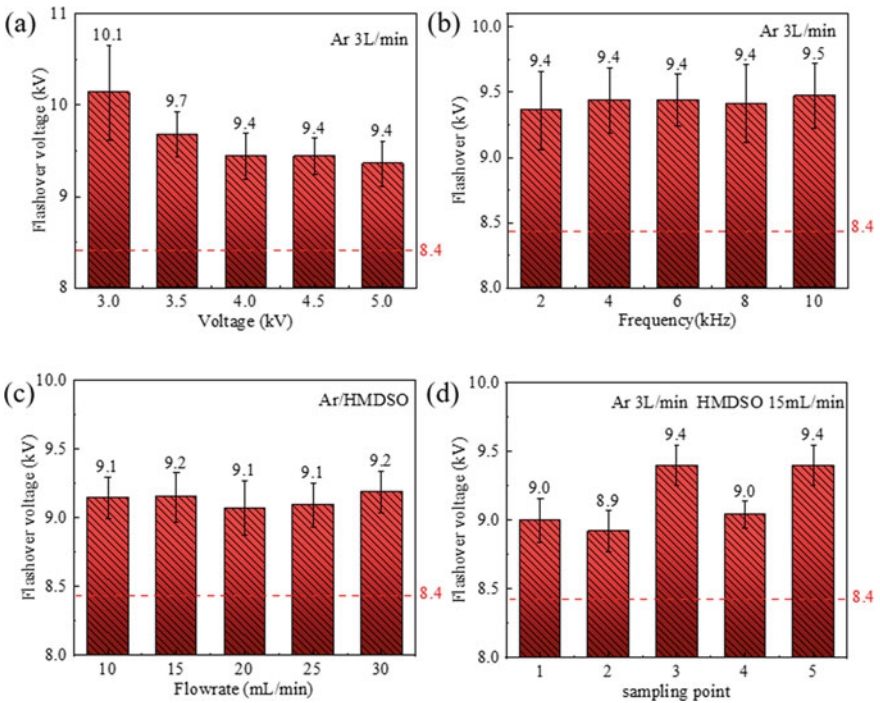 (a)
Ar 3L/min
10.1
9.7
9.4
9.4
9.4
Flashover voltage (kV)
11
10
9
8
8.4
3.0 3.5 4.0 4.5 5.0
Voltage (kV)
(b)
Ar 3L/min
9.4
9.4
9.4
9.4
9.5
Flashover (kV)
10.0
9.5
9.0
8.5
8.0
8.4
2 4 6 8 10
Frequency(kHz)
(c)
Ar/HMDSO
9.1
9.2
9.1
9.1
9.2
Flashover voltage (kV)
10.0
9.5
9.0
8.5
8.0
8.4
10 15 20 25 30
Flowrate (mL/min)
(d)
Ar 3L/min HMDSO 15mL/min
9.0
8.9
9.4
9.0
9.4
Flashover voltage (kV)
10.0
9.5
9.0
8.5
8.0
8.4
1 2 3 4 5
sampling point